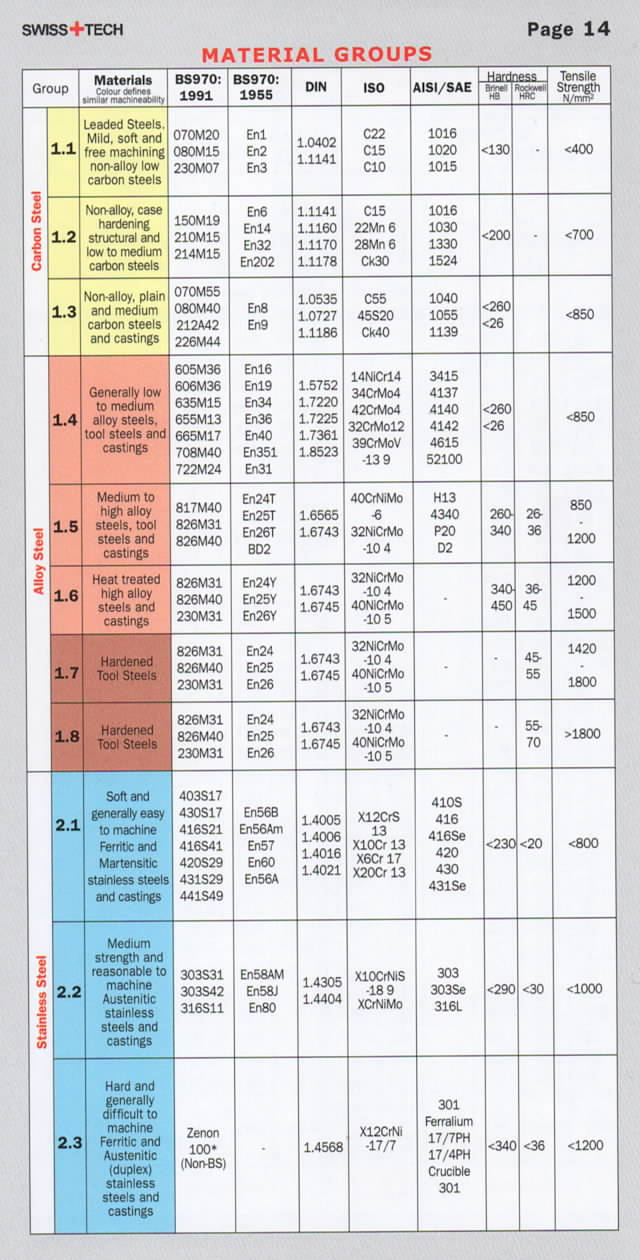 SWISS+TECH
Page 14
MATERIAL GROUPS
Group
Materials
Colour defines
similar machineability
BS970:
1991
BS970:
1955
DIN
ISO
AISI/SAE
Hardness
Brinell
HB
Rockwell
HRC
Tensile
Strength
N/mm²
Carbon Steel
1.1
Leaded Steels.
Mild, soft and
free machining
non-alloy low
carbon steels
070M20
080M15
230M07
En1
En2
En3
1.0402
1.1141
C22
C15
C10
1016
1020
1015
<130
-
<400
1.2
Non-alloy, case
hardening
structural and
low to medium
carbon steels
150M19
210M15
214M15
En6
En14
En32
En202
1.1141
1.1160
1.1170
1.1178
C15
22Mn 6
28Mn 6
Ck30
1016
1030
1330
1524
<200
-
<700
1.3
Non-alloy, plain
and medium
carbon steels
and castings
070M55
080M40
212A42
226M44
En8
En9
1.0535
1.0727
1.1186
C55
45S20
Ck40
1040
1055
1139
<260
<26
<850
Alloy Steel
1.4
Generally low
to medium
alloy steels,
tool steels and
castings
605M36
606M36
635M15
655M13
665M17
708M40
722M24
En16
En19
En34
En36
En40
En351
En31
1.5752
1.7220
1.7225
1.7361
1.8523
14NiCr14
34CrMo4
42CrMo4
32CrMo12
39CrMoV
-13 9
3415
4137
4140
4142
4615
52100
<260
<26
<850
1.5
Medium to
high alloy
steels, tool
steels and
castings
817M40
826M31
826M40
En24T
En25T
En26T
BD2
1.6565
1.6743
40CrNiMo
-6
32NiCrMo
-10 4
H13
4340
P20
D2
260-
340
26-
36
850
-
1200
1.6
Heat treated
high alloy
steels and
castings
826M31
826M40
230M31
En24Y
En25Y
En26Y
1.6743
1.6745
32NiCrMo
-10 4
40NiCrMo
-10 5
-
340-
450
36-
45
1200
-
1500
1.7
Hardened
Tool Steels
826M31
826M40
230M31
En24
En25
En26
1.6743
1.6745
32NiCrMo
-10 4
40NiCrMo
-10 5
-
-
45-
55
1420
-
1800
1.8
Hardened
Tool Steels
826M31
826M40
230M31
En24
En25
En26
1.6743
1.6745
32NiCrMo
-10 4
40NiCrMo
-10 5
-
-
55-
70
>1800
Stainless Steel
2.1
Soft and
generally easy
to machine
Ferritic and
Martensitic
stainless steels
and castings
403S17
430S17
416S21
416S41
420S29
431S29
441S49
En56B
En56Am
En57
En60
En56A
1.4005
1.4006
1.4016
1.4021
X12CrS
13
X10Cr 13
X6Cr 17
X20Cr 13
410S
416
416Se
420
430
431Se
<230
<20
<800
2.2
Medium
strength and
reasonable to
machine
Austenitic
stainless
steels and
castings
303S31
303S42
316S11
En58AM
En58J
En80
1.4305
1.4404
X10CrNiS
-18 9
XCrNiMo
303
303Se
316L
<290
<30
<1000
2.3
Hard and
generally
difficult to
machine
Ferritic and
Austenitic
(duplex)
stainless
steels and
castings
Zenon
100*
(Non-BS)
-
1.4568
X12CrNi
-17/7
301
Ferralium
17/7PH
17/4PH
Crucible
301
<340
<36
<1200